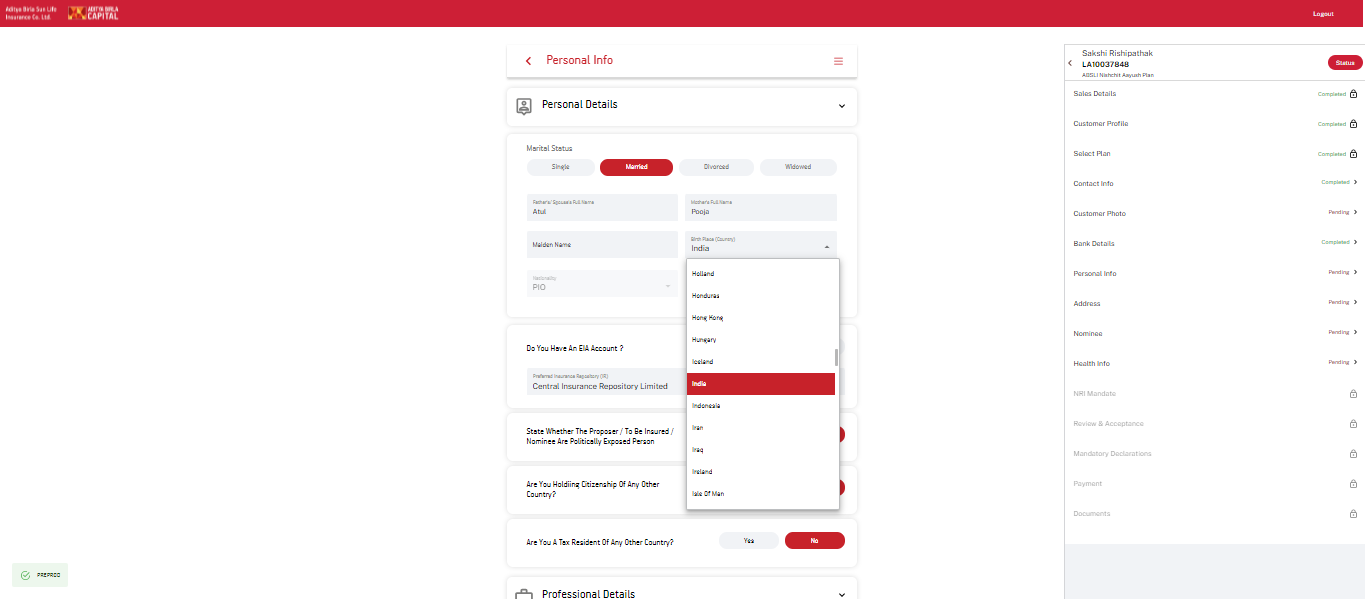 Aditya Birla Sun Life
Insurance Co. Ltd.
ADITYA BIRLA
CAPITAL
Logout
Personal Info
Personal Details
Marital Status
Single
Married
Divorced
Widowed
Father's/ Spouse's Full Name
Atul
Mother's Full Name
Pooja
Maiden Name
Birth Place (Country)
India
Nationality
PIO
Holland
Honduras
Hong Kong
Hungary
Iceland
India
Indonesia
Iran
Iraq
Ireland
Isle Of Man
Do You Have An EIA Account ?
Preferred Insurance Repository (IR)
Central Insurance Repository Limited
State Whether The Proposer / To Be Insured /
Nominee Are Politically Exposed Person
Are You Holdiing Citizenship Of Any Other
Country?
Are You A Tax Resident Of Any Other Country?
Yes
No
Professional Details
PREPROD
Sakshi Rishipathak
LA10037848
ABSLI Nishchit Aayush Plan
Status
Sales Details
Completed
Customer Profile
Completed
Select Plan
Completed
Contact Info
Completed
Customer Photo
Pending
Bank Details
Completed
Personal Info
Pending
Address
Pending
Nominee
Pending
Health Info
Pending
NRI Mandate
Review & Acceptance
Mandatory Declarations
Payment
Documents